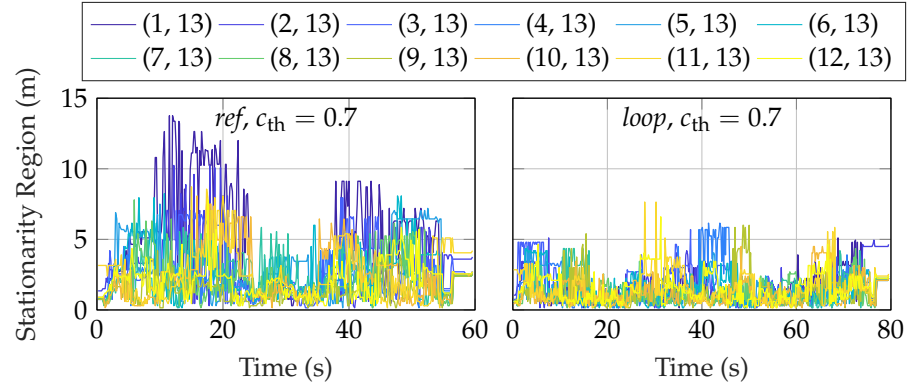 (1, 13) (2, 13) (3, 13) (4, 13) (5, 13) (6, 13)
(7, 13) (8, 13) (9, 13) (10, 13) (11, 13) (12, 13)
Stationarity Region (m)
15
10
5
0
ref, c_th = 0.7
loop, c_th = 0.7
0 20 40 60
0 20 40 60 80
Time (s)
Time (s)